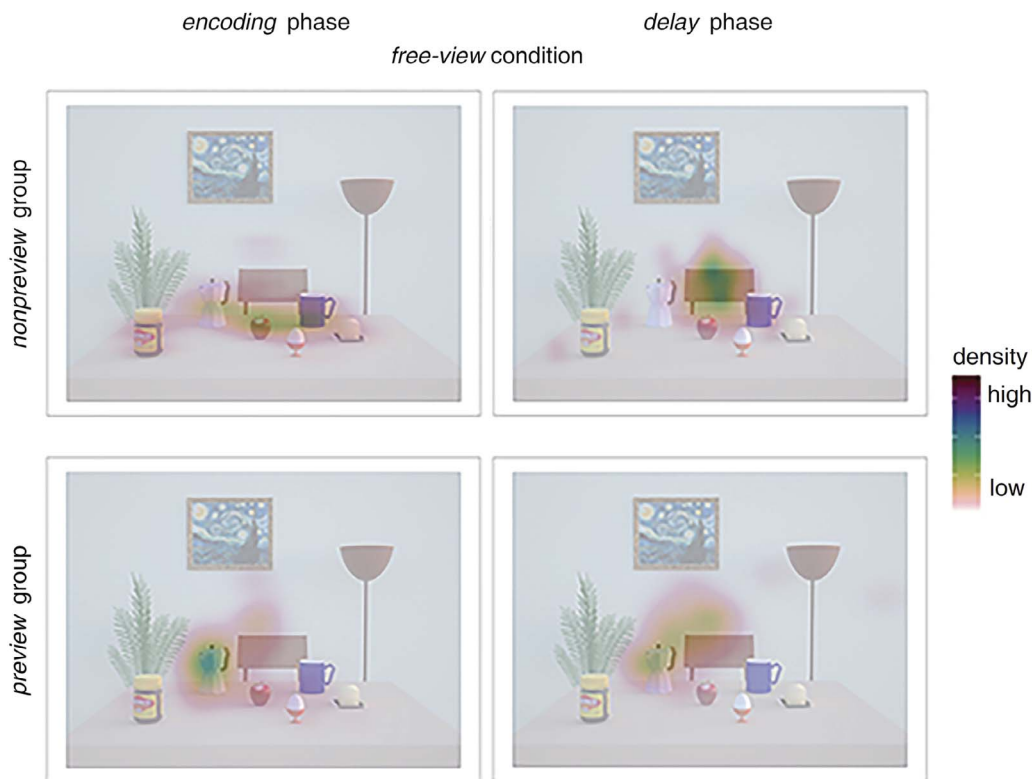 encoding phase
delay phase
free-view condition
nonpreview group
preview group
density
high
low